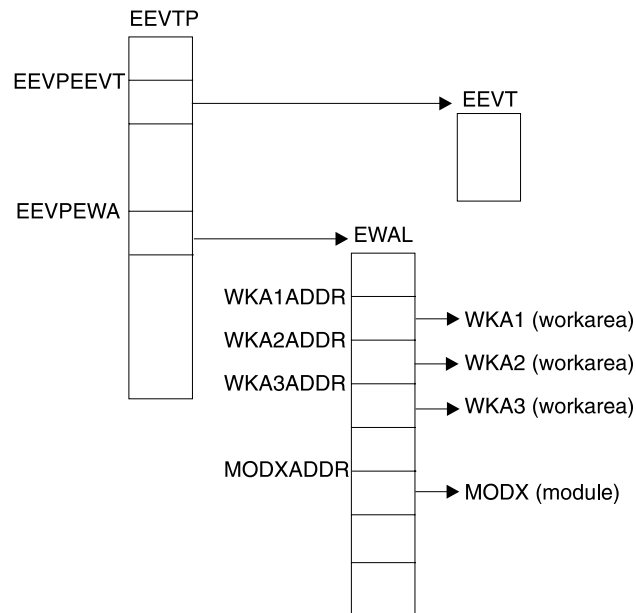 EEVTP
EEVPEEVT
EEVT
EEVPEWA
EWAL
WKA1ADDR
WKA1 (workarea)
WKA2ADDR
WKA2 (workarea)
WKA3ADDR
WKA3 (workarea)
MODXADDR
MODX (module)